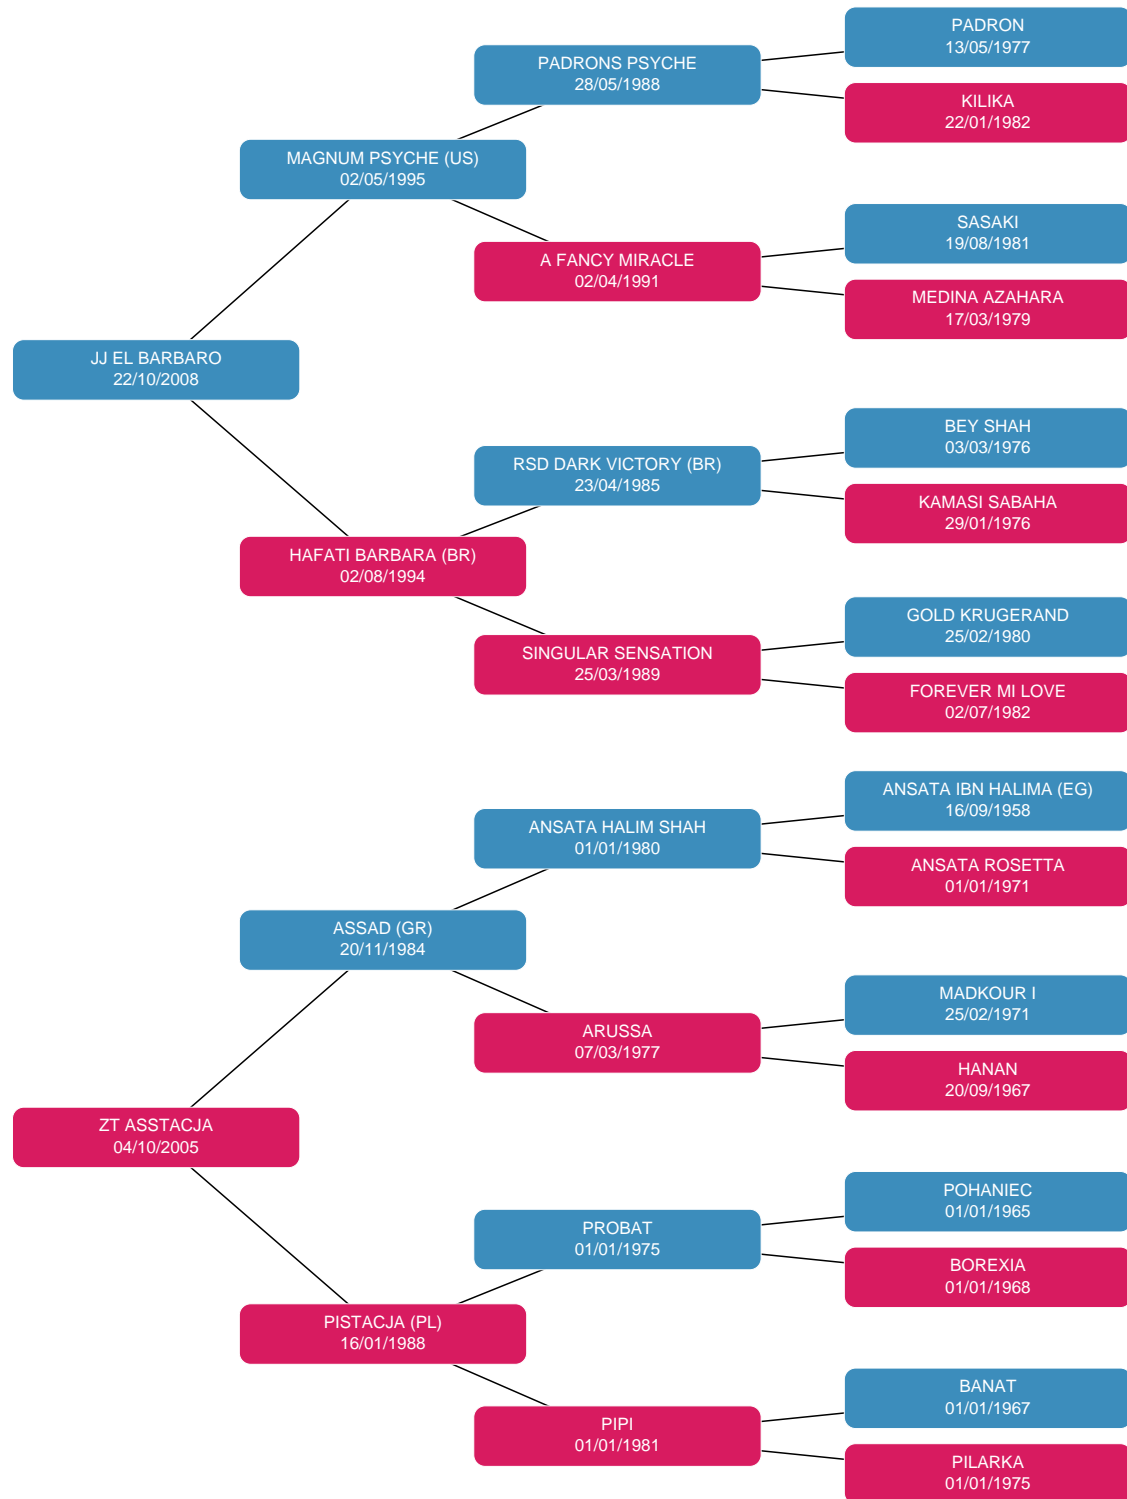 PADRON
13/05/1977
PADRONS PSYCHE
28/05/1988
KILIKA
22/01/1982
MAGNUM PSYCHE (US)
02/05/1995
SASAKI
19/08/1981
A FANCY MIRACLE
02/04/1991
MEDINA AZAHARA
17/03/1979
JJ EL BARBARO
22/10/2008
BEY SHAH
03/03/1976
RSD DARK VICTORY (BR)
23/04/1985
KAMASI SABAHA
29/01/1976
HAFATI BARBARA (BR)
02/08/1994
GOLD KRUGERAND
25/02/1980
SINGULAR SENSATION
25/03/1989
FOREVER MI LOVE
02/07/1982
ANSATA IBN HALIMA (EG)
16/09/1958
ANSATA HALIM SHAH
01/01/1980
ANSATA ROSETTA
01/01/1971
ASSAD (GR)
20/11/1984
MADKOUR I
25/02/1971
ARUSSA
07/03/1977
HANAN
20/09/1967
ZT ASSTACJA
04/10/2005
POHANIEC
01/01/1965
PROBAT
01/01/1975
BOREXIA
01/01/1968
PISTACJA (PL)
16/01/1988
BANAT
01/01/1967
PIPI
01/01/1981
PILARKA
01/01/1975